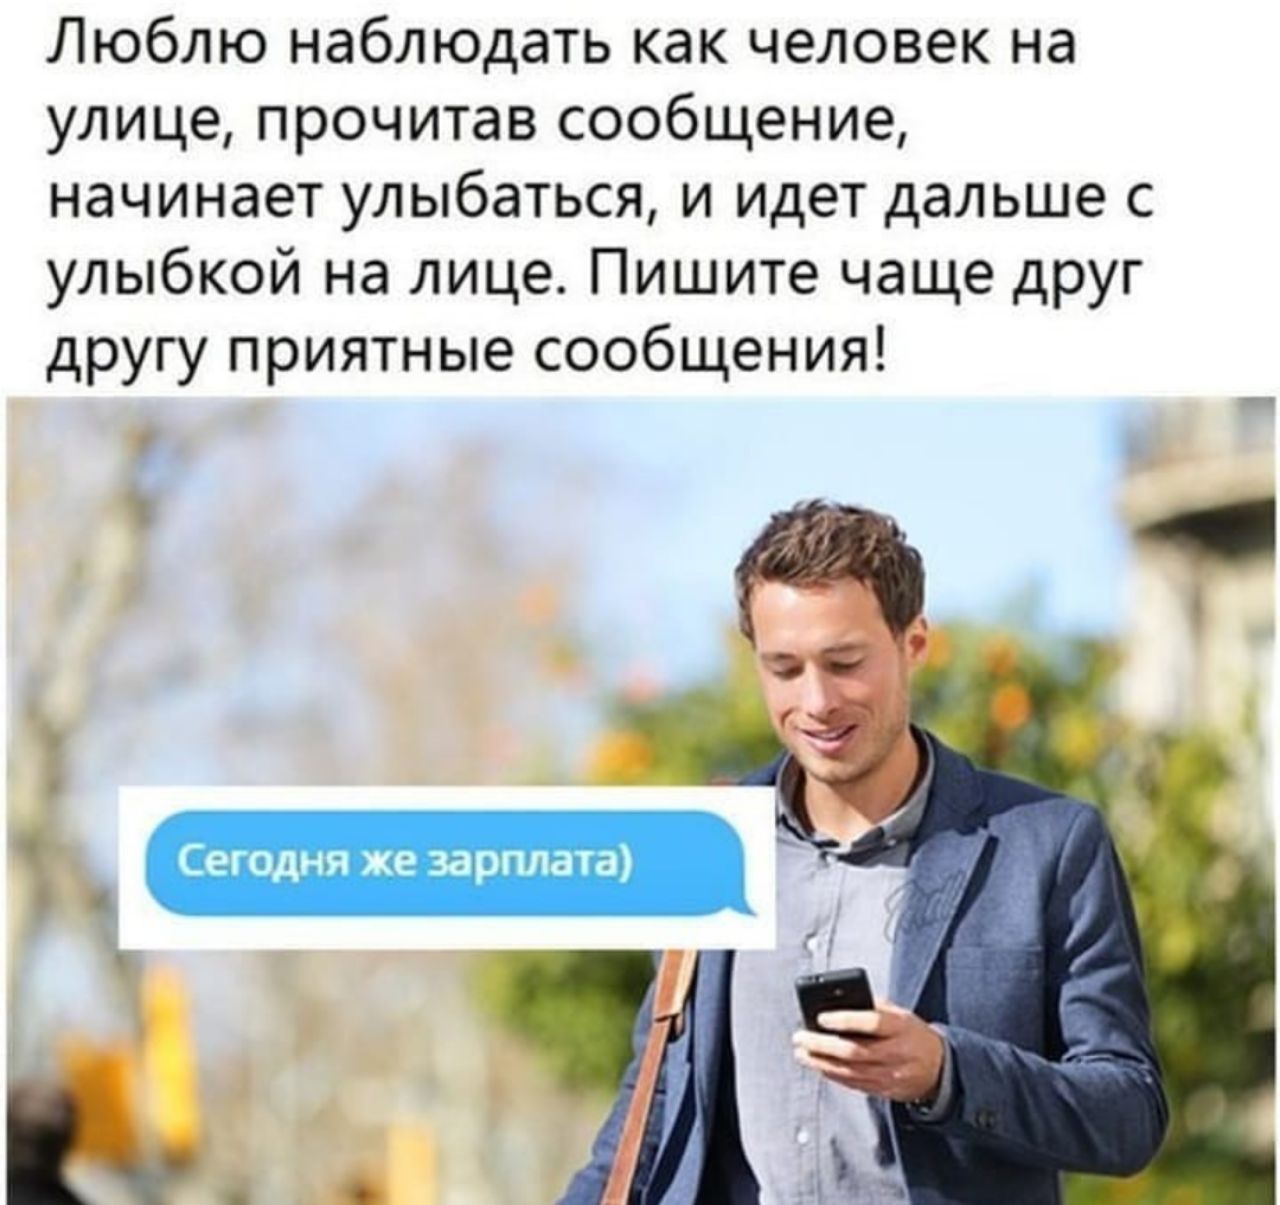 Люблю наблюдать как человек на
улице, прочитав сообщение,
начинает улыбаться, и идет дальше с
улыбкой на лице. Пишите чаще друг
другу приятные сообщения!
Сегодня же зарплата)